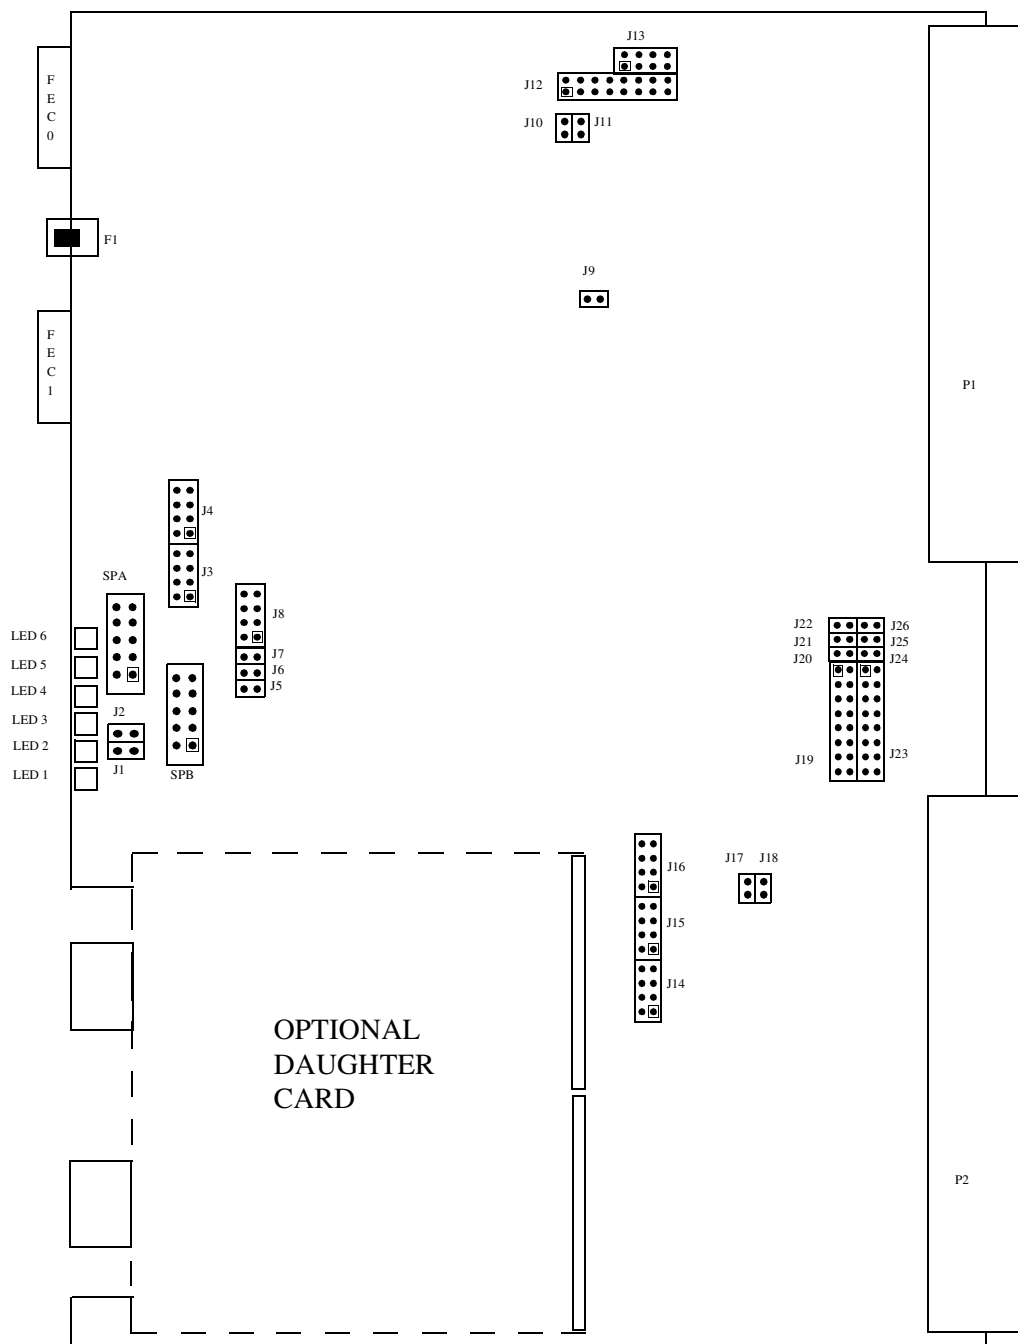 J13
F
E
C
0
J12
J10
J11
F1
J9
F
E
C
1
P1
J4
J3
SPA
J8
J22
J26
LED 6
J21
J25
J7
J20
J24
LED 5
J6
J5
LED 4
J2
LED 3
LED 2
J19
J23
J1
SPB
LED 1
J17
J18
J16
J15
J14
OPTIONAL
DAUGHTER
CARD
P2